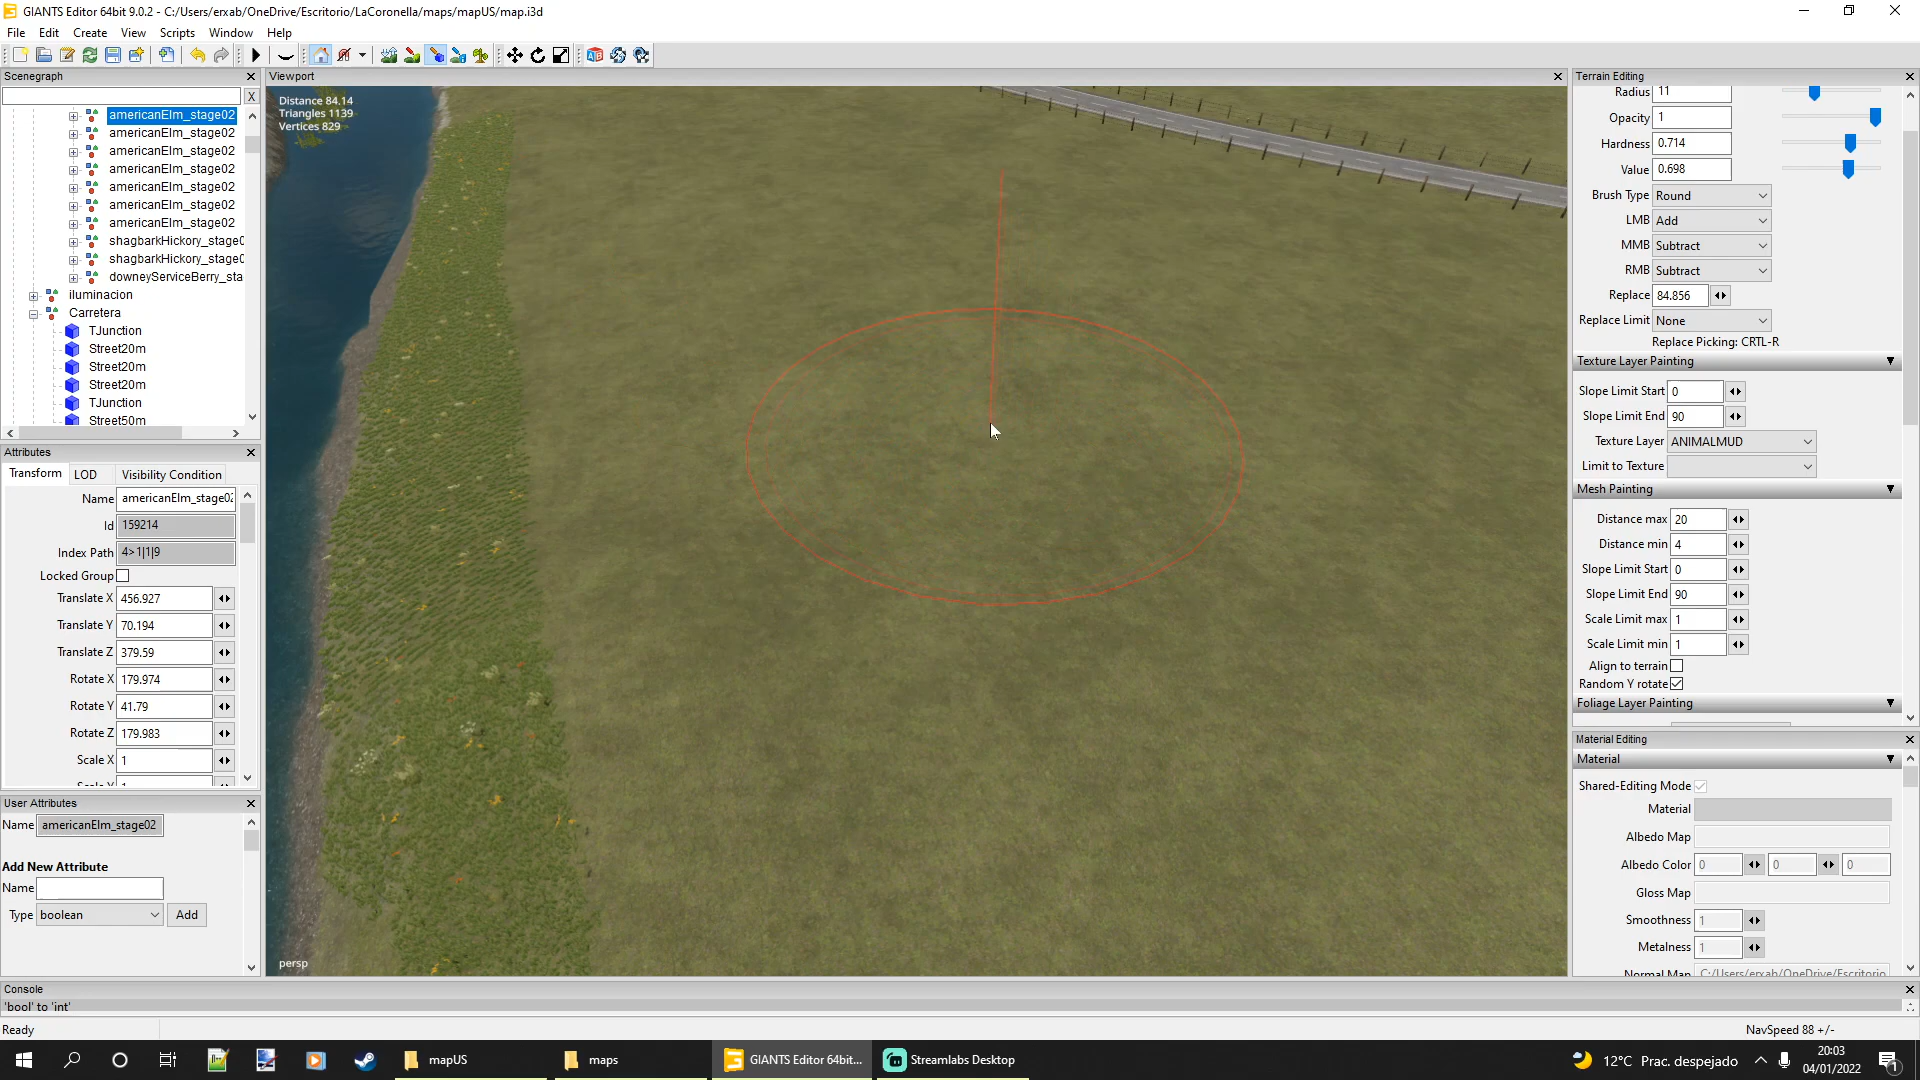 GIANTS Editor 64bit 9.0.2 - C:/Users/erxab/OneDrive/Escritorio/LaCoronella/maps/mapUS/map.i3d
File Edit Create View Scripts Window Help
Scenegraph
X
americanElm_stage02
americanElm_stage02
americanElm_stage02
americanElm_stage02
americanElm_stage02
americanElm_stage02
americanElm_stage02
shagbarkHickory_stage0
shagbarkHickory_stage0
downeyServiceBerry_sta
iluminacion
Carretera
TJunction
Street20m
Street20m
Street20m
TJunction
Street50m
Attributes
Transform LOD Visibility Condition
Name americanElm_stage02
Id 159214
Index Path 4>1|1|9
Locked Group
Translate X 456.927
Translate Y 70.194
Translate Z 379.59
Rotate X 179.974
Rotate Y 41.79
Rotate Z 179.983
Scale X 1
User Attributes
Name americanElm_stage02
Add New Attribute
Name
Type boolean Add
Viewport
Distance 84.14
Triangles 1139
Vertices 829
persp
Terrain Editing
Radius 11
Opacity 1
Hardness 0.714
Value 0.698
Brush Type Round
LMB Add
MMB Subtract
RMB Subtract
Replace 84.856
Replace Limit None
Replace Picking: CRTL-R
Texture Layer Painting
Slope Limit Start 0
Slope Limit End 90
Texture Layer ANIMALMUD
Limit to Texture
Mesh Painting
Distance max 20
Distance min 4
Slope Limit Start 0
Slope Limit End 90
Scale Limit max 1
Scale Limit min 1
Align to terrain
Random Y rotate
Foliage Layer Painting
Material Editing
Material
Shared-Editing Mode
Material
Albedo Map
Albedo Color 0 0 0
Gloss Map
Smoothness 1
Metalness 1
Normal Map C:/Users/erxab/OneDrive/Escritorio
Console
'bool' to 'int'
Ready
NavSpeed 88 +/-
mapUS
maps
GIANTS Editor 64bit...
Streamlabs Desktop
12°C Prac. despejado
20:03
04/01/2022
1